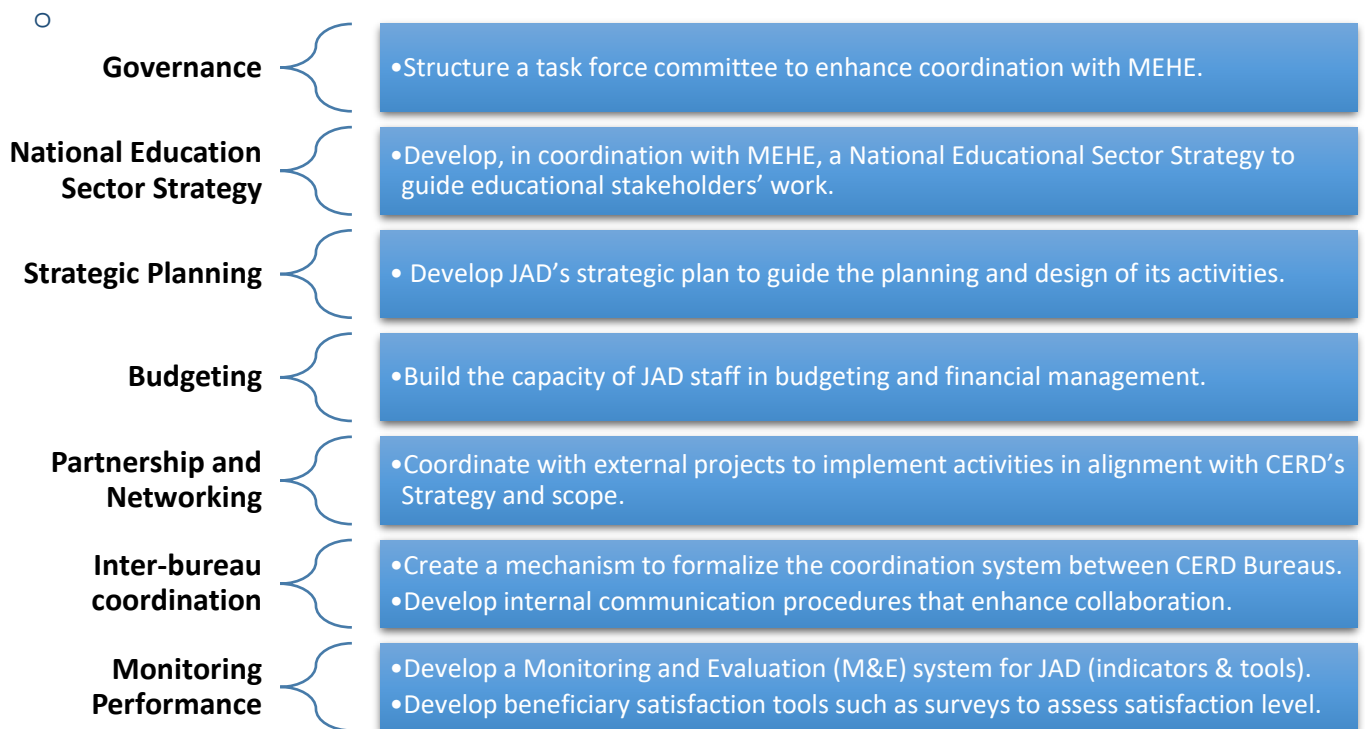 Governance
•Structure a task force committee to enhance coordination with MEHE.
National Education
Sector Strategy
•Develop, in coordination with MEHE, a National Educational Sector Strategy to
guide educational stakeholders’ work.
Strategic Planning
• Develop JAD’s strategic plan to guide the planning and design of its activities.
Budgeting
•Build the capacity of JAD staff in budgeting and financial management.
Partnership and
Networking
•Coordinate with external projects to implement activities in alignment with CERD’s
Strategy and scope.
Inter-bureau
coordination
•Create a mechanism to formalize the coordination system between CERD Bureaus.
•Develop internal communication procedures that enhance collaboration.
Monitoring
Performance
•Develop a Monitoring and Evaluation (M&E) system for JAD (indicators & tools).
•Develop beneficiary satisfaction tools such as surveys to assess satisfaction level.